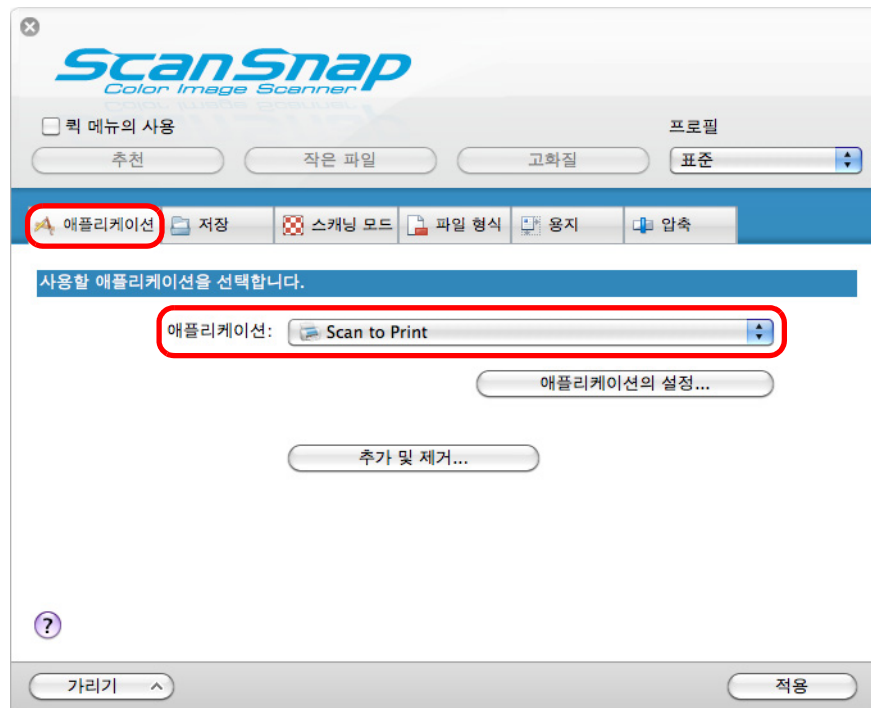 ScanSnap
Color Image Scanner
퀵 메뉴의 사용
프로필
추천 작은 파일 고화질 표준
애플리케이션 저장 스캐닝 모드 파일 형식 용지 압축
사용할 애플리케이션을 선택합니다.
애플리케이션: Scan to Print
애플리케이션의 설정...
추가 및 제거...
?
가리기 적용